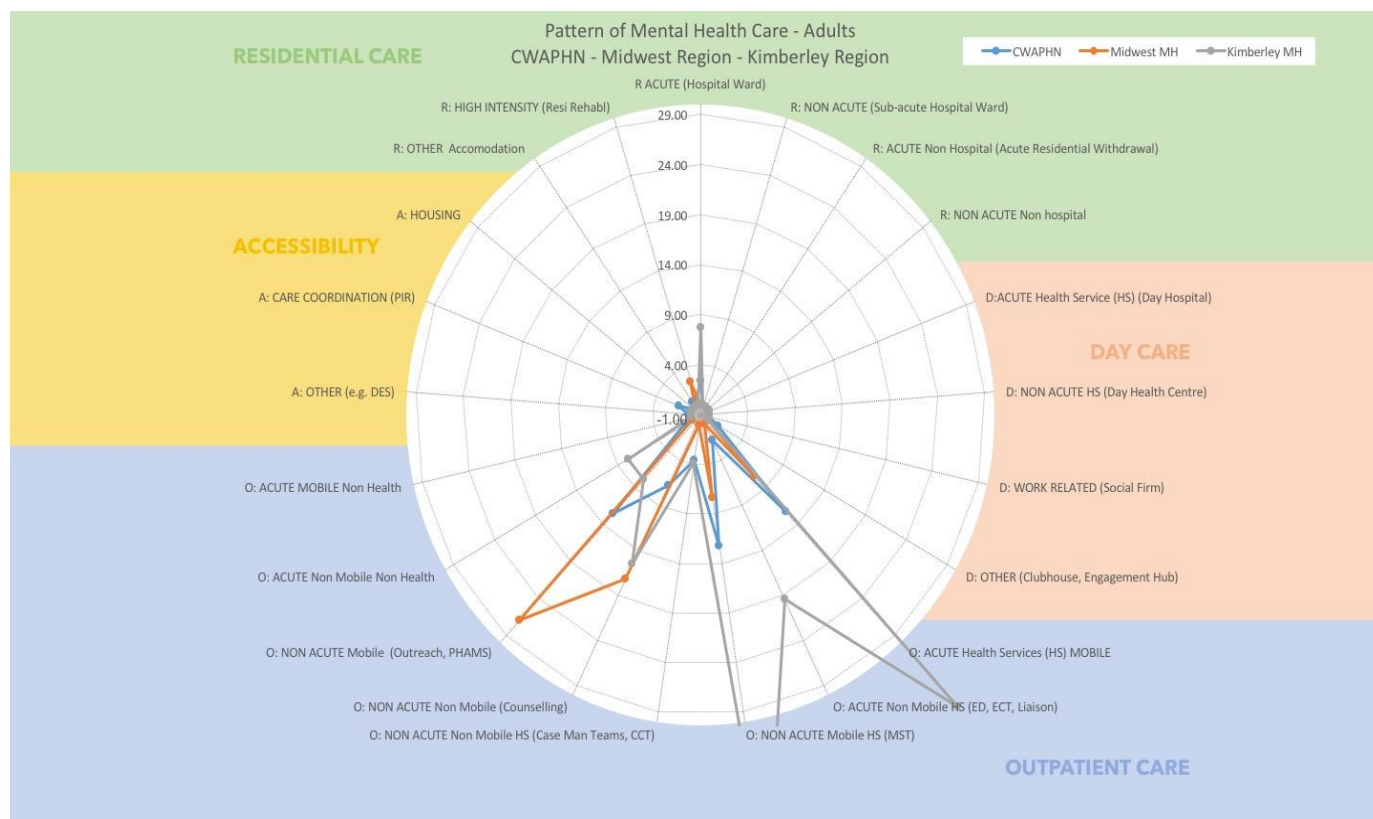 Pattern of Mental Health Care - Adults
CWAPHN - Midwest Region - Kimberley Region
RESIDENTIAL CARE
CWAPHN
Midwest MH
Kimberley MH
R ACUTE (Hospital Ward)
R: HIGH INTENSITY (Resi Rehabl)
R: NON ACUTE (Sub-acute Hospital Ward)
29.00
R: OTHER Accomodation
R: ACUTE Non Hospital (Acute Residential Withdrawal)
24.00
A: HOUSING
19.00
R: NON ACUTE Non hospital
ACCESSIBILITY
14.00
A: CARE COORDINATION (PIR)
D:ACUTE Health Service (HS) (Day Hospital)
9.00
DAY CARE
4.00
A: OTHER (e.g. DES)
D: NON ACUTE HS (Day Health Centre)
-1.00
O: ACUTE MOBILE Non Health
D: WORK RELATED (Social Firm)
O: ACUTE Non Mobile Non Health
D: OTHER (Clubhouse, Engagement Hub)
O: NON ACUTE Mobile (Outreach, PHAMS)
O: ACUTE Health Services (HS) MOBILE
O: NON ACUTE Non Mobile (Counselling)
O: ACUTE Non Mobile HS (ED, ECT, Liaison)
O: NON ACUTE Non Mobile HS (Case Man Teams, CCT)
O: NON ACUTE Mobile HS (MST)
OUTPATIENT CARE